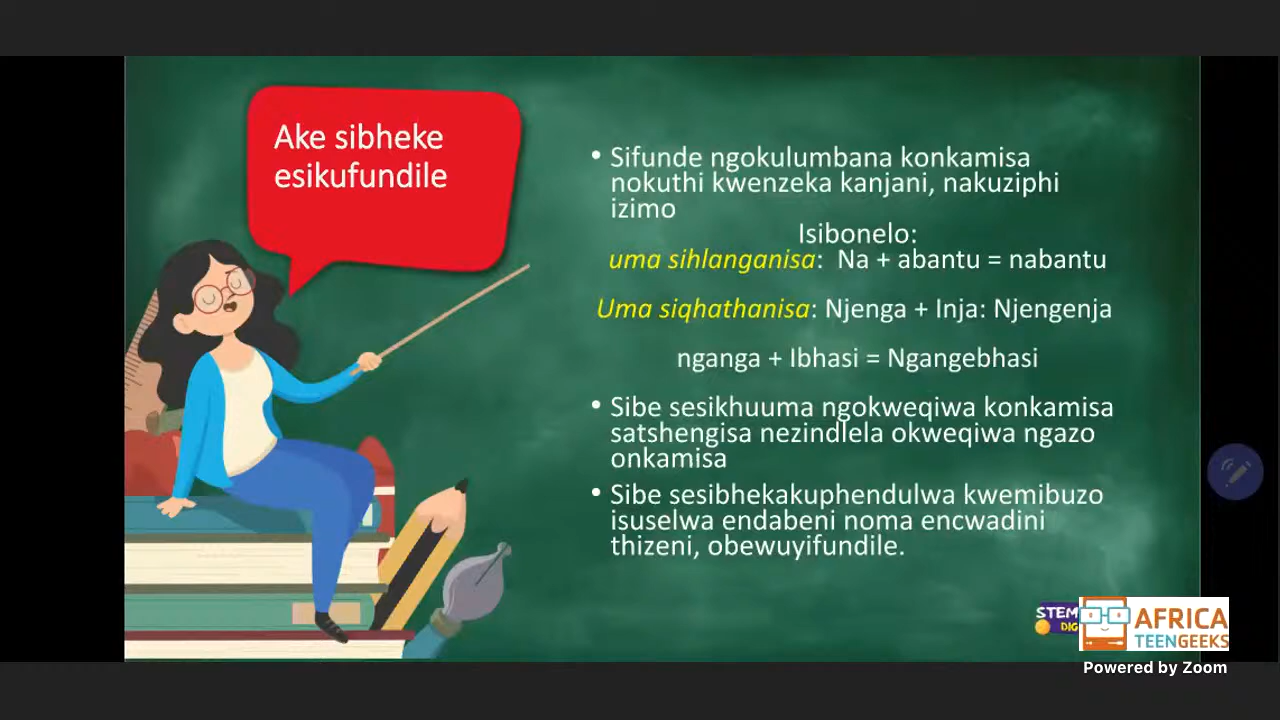 Ake sibheke
esikufundile
• Sifunde ngokulumbana konkamisa
nokuthi kwenzeka kanjani, nakuziphi
izimo
Isibonelo:
uma sihlanganisa: Na + abantu = nabantu
Uma siqhathanisa: Njenga + Inja: Njengenja
nganga + Ibhasi = Ngangebhasi
• Sibe sesikhuuma ngokweqiwa konkamisa
satshengisa nezindlela okweqiwa ngazo
onkamisa
• Sibe sesibhekakuphendulwa kwemibuzo
isuselwa endabeni noma encwadini
thizeni, obewuyifundile.
STEM
DIG
AFRICA
TEENGEEKS
Powered by Zoom